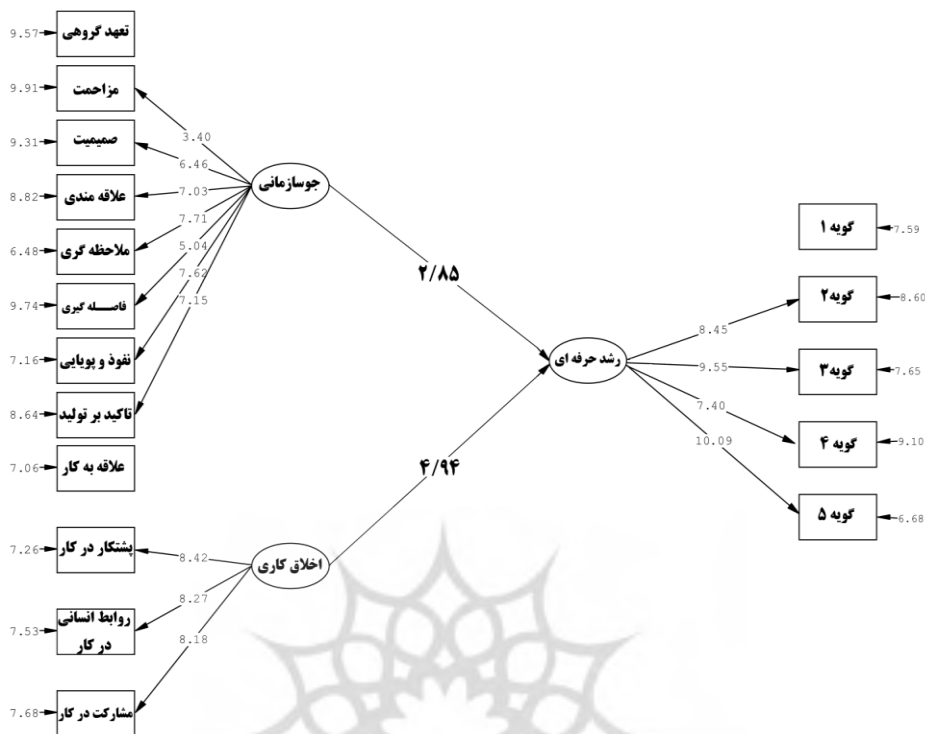 9.57
تعهد گروهی
9.91
مزاحمت
3.40
9.31
صمیمیت
6.46
8.82
علاقه مندی
7.03
جوسازمانی
6.48
ملاحظه گری
7.71
9.74
فاصله گیری
5.04
7.16
نفوذ و پویایی
7.62
8.64
تاکید بر تولید
7.15
7.06
علاقه به کار
7.26
پشتکار در کار
8.42
اخلاق کاری
7.53
روابط انسانی
در کار
8.27
7.68
مشارکت در کار
8.18
۲/۸۵
۴/۹۴
رشد حرفه ای
گویه ۱
7.59
8.45
گویه ۲
8.60
9.55
گویه ۳
7.65
7.40
گویه ۴
9.10
10.09
گویه ۵
6.68